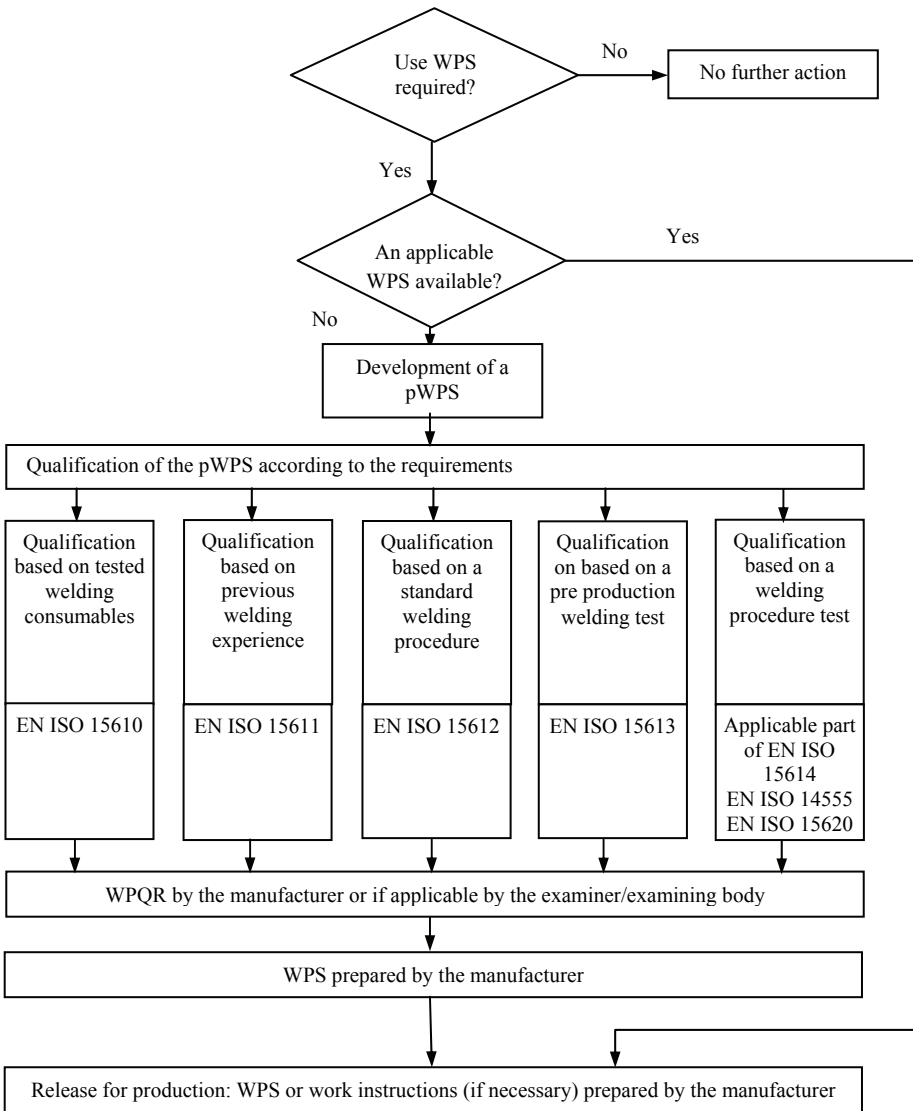 Use WPS
required?
No
No further action
Yes
An applicable
WPS available?
Yes
No
Development of a
pWPS
Qualification of the pWPS according to the requirements
Qualification
based on tested
welding
consumables
EN ISO 15610
Qualification
based on
previous
welding
experience
EN ISO 15611
Qualification
based on a
standard
welding
procedure
EN ISO 15612
Qualification
on based on a
pre production
welding test
EN ISO 15613
Qualification
based on a
welding
procedure test
Applicable part
of EN ISO
15614
EN ISO 14555
EN ISO 15620
WPQR by the manufacturer or if applicable by the examiner/examining body
WPS prepared by the manufacturer
Release for production: WPS or work instructions (if necessary) prepared by the manufacturer